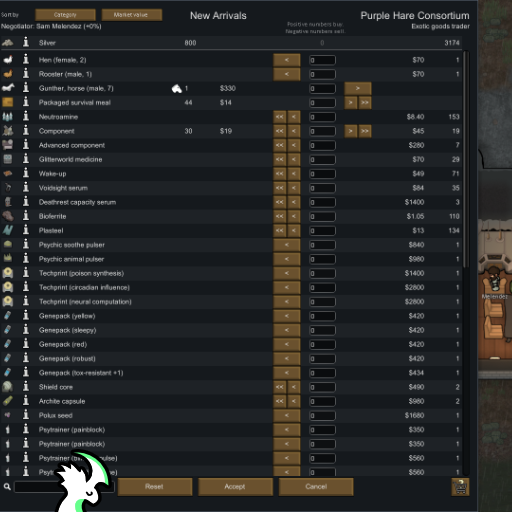 Sort by Category Market value New Arrivals Purple Hare Consortium
Negotiator: Sam Melendez (+0%) Positive numbers buy. Exotic goods trader
Negative numbers sell.
Silver 800 0 3174
Hen (female, 2) < 0 $70 1
Rooster (male, 1) < 0 $70 1
Gunther, horse (male, 7) 1 $330 0 >
Packaged survival meal 44 $14 0 > >>
Neutroamine << < 0 $8.40 153
Component 30 $19 << < 0 > >> $45 19
Advanced component << < 0 $280 7
Glitterworld medicine << < 0 $70 29
Wake-up << < 0 $49 71
Voidsight serum << < 0 $84 35
Deathrest capacity serum << < 0 $1400 3
Bioferrite << < 0 $1.05 110
Plasteel << < 0 $13 134
Psychic soothe pulser < 0 $840 1
Psychic animal pulser < 0 $980 1
Techprint (poison synthesis) < 0 $1400 1
Techprint (circadian influence) < 0 $2800 1
Techprint (neural computation) < 0 $2800 1
Genepack (yellow) < 0 $420 1
Genepack (sleepy) < 0 $420 1
Genepack (red) < 0 $420 1
Genepack (robust) < 0 $420 1
Genepack (tox-resistant +1) < 0 $434 1
Shield core << < 0 $490 2
Archite capsule << < 0 $980 2
Polux seed < 0 $1680 1
Psytrainer (painblock) < 0 $350 1
Psytrainer (painblock) < 0 $350 1
< 0 $560 1
< 0 $560 1
Reset Accept Cancel
Melendez